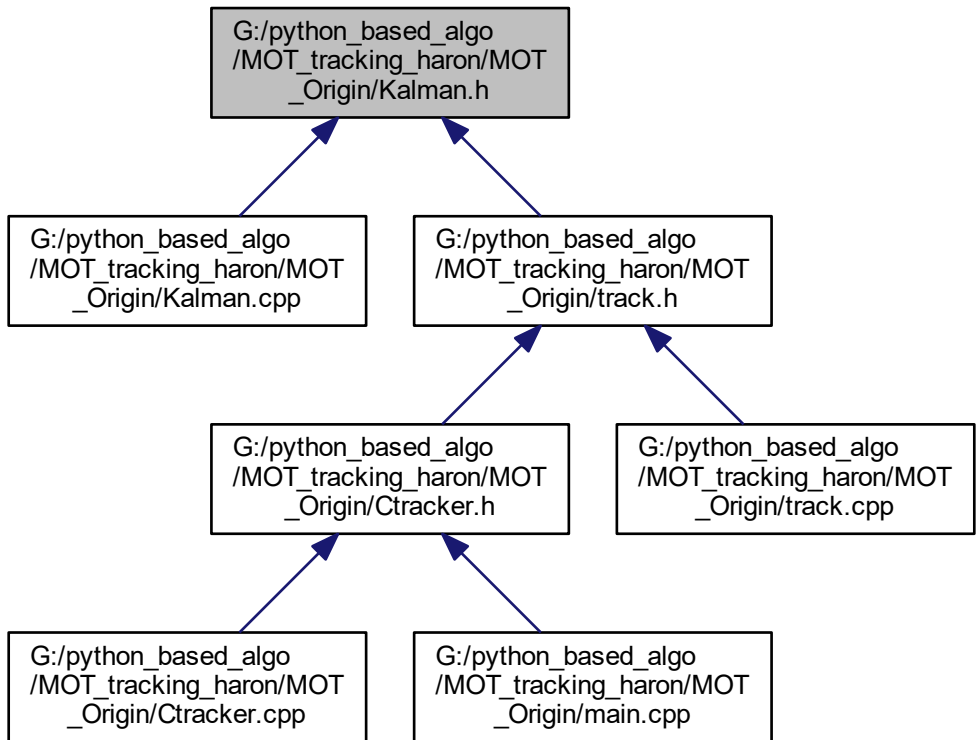 G:/python_based_algo
/MOT_tracking_haron/MOT
_Origin/Kalman.h
G:/python_based_algo
/MOT_tracking_haron/MOT
_Origin/Kalman.cpp
G:/python_based_algo
/MOT_tracking_haron/MOT
_Origin/track.h
G:/python_based_algo
/MOT_tracking_haron/MOT
_Origin/Ctracker.h
G:/python_based_algo
/MOT_tracking_haron/MOT
_Origin/track.cpp
G:/python_based_algo
/MOT_tracking_haron/MOT
_Origin/Ctracker.cpp
G:/python_based_algo
/MOT_tracking_haron/MOT
_Origin/main.cpp